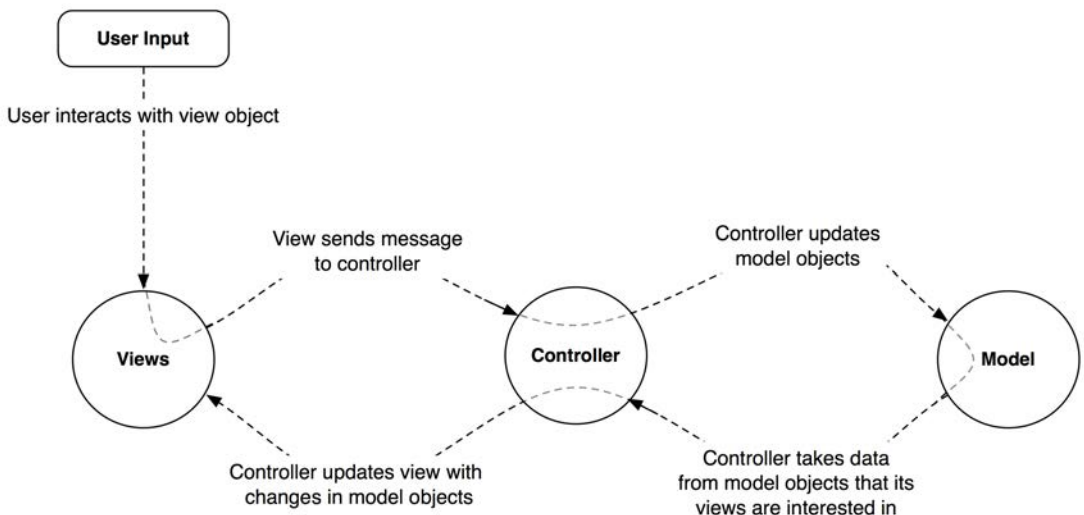 User Input
User interacts with view object
View sends message
to controller
Controller updates
model objects
Views
Controller
Model
Controller updates view with
changes in model objects
Controller takes data
from model objects that its
views are interested in